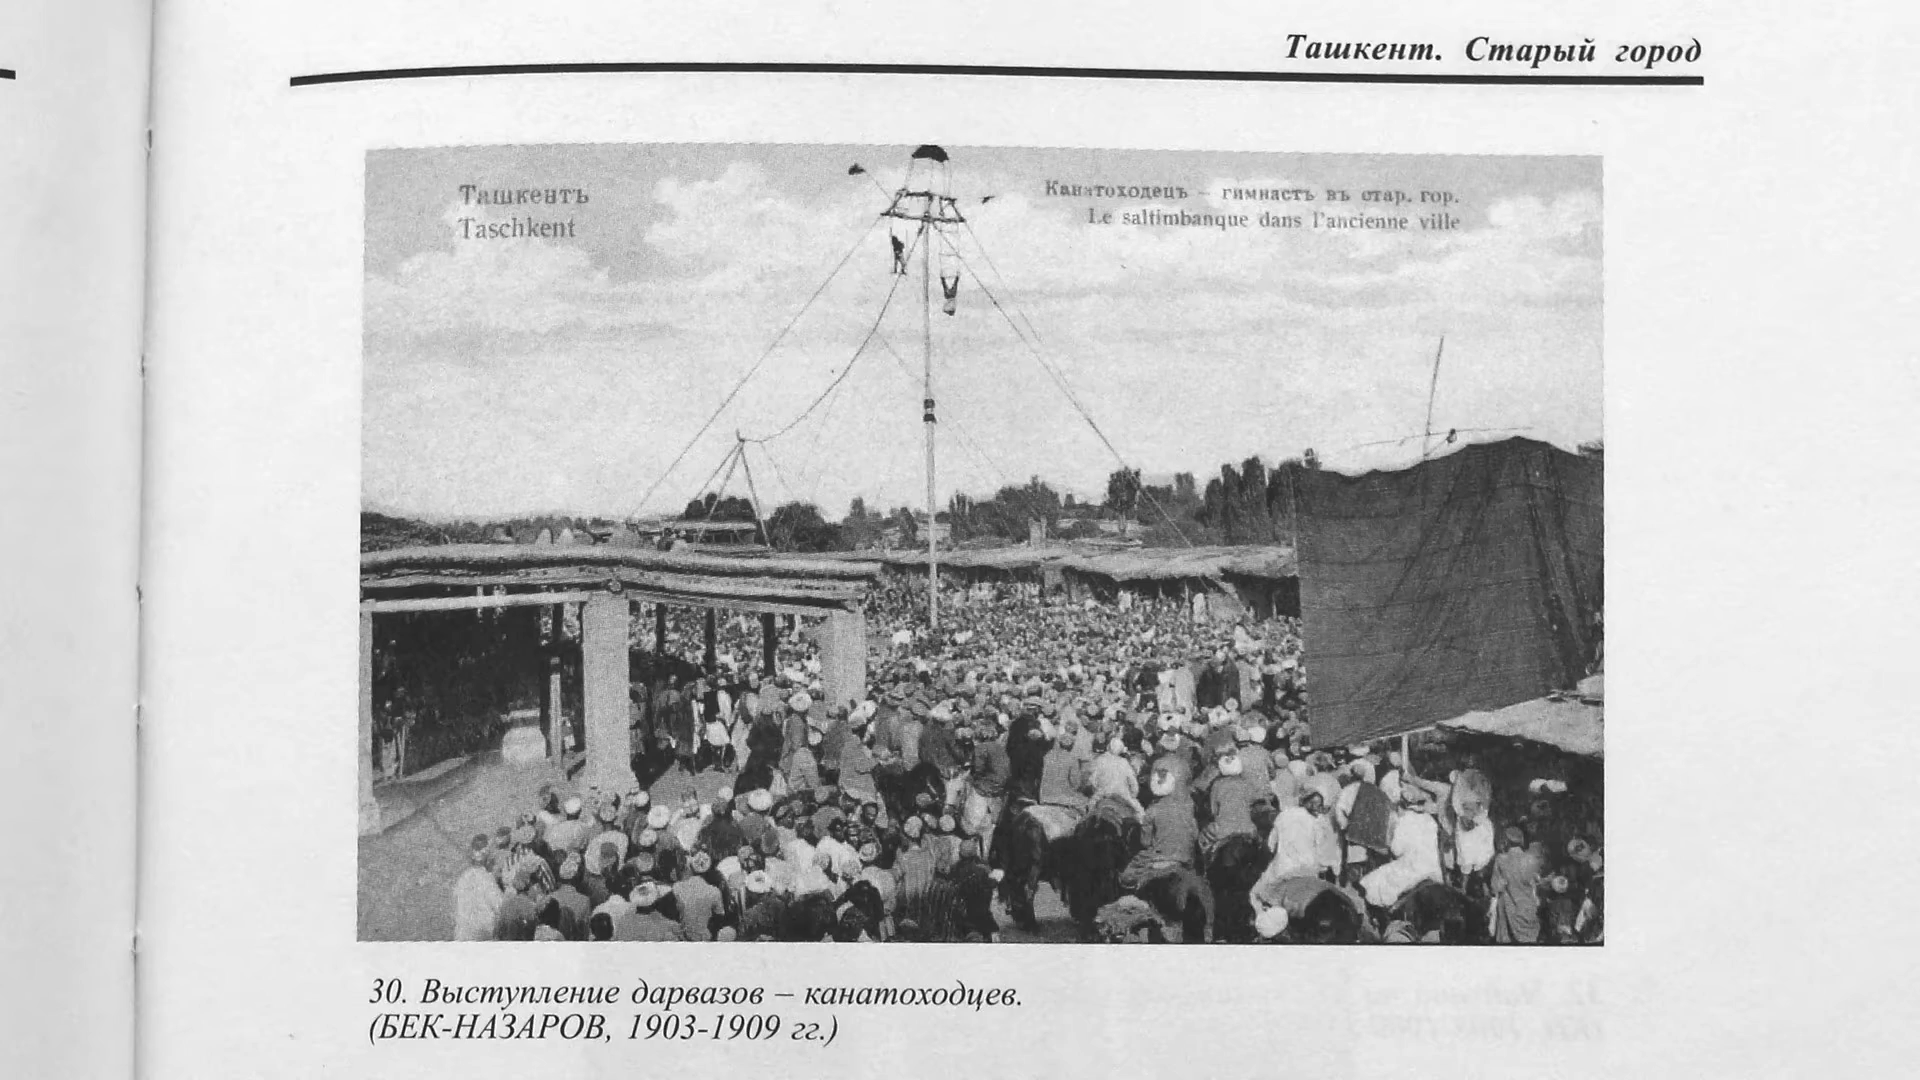 Ташкент. Старый город
Ташкентъ
Taschkent
Канатоходецъ – гимнастъ въ стар. гор.
Le saltimbanque dans l'ancienne ville
30. Выступление дарвазов – канатоходцев.
(БЕК-НАЗАРОВ, 1903-1909 гг.)